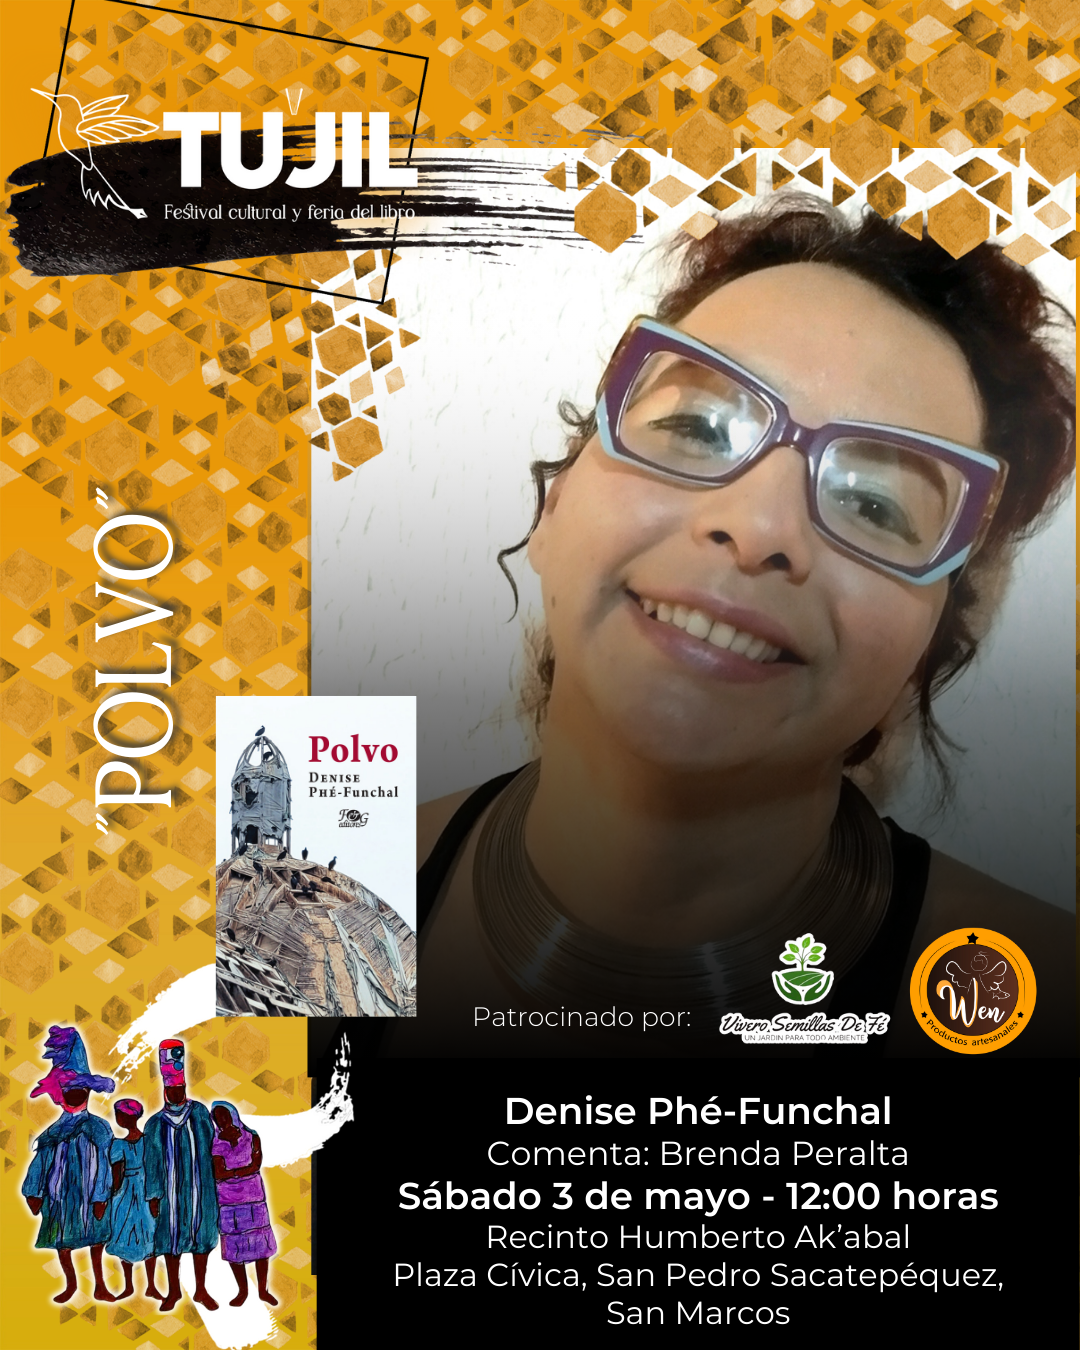 TUJIL
Festival cultural y feria del libro
"POLVO"
Polvo
DENISE
PHÉ-FUNCHAL
F&G
editores
Patrocinado por:
Vivero Semillas De Fé
UN JARDIN PARA TODO AMBIENTE
Wen
Productos artesanales
Denise Phé-Funchal
Comenta: Brenda Peralta
Sábado 3 de mayo - 12:00 horas
Recinto Humberto Ak’abal
Plaza Cívica, San Pedro Sacatepéquez,
San Marcos